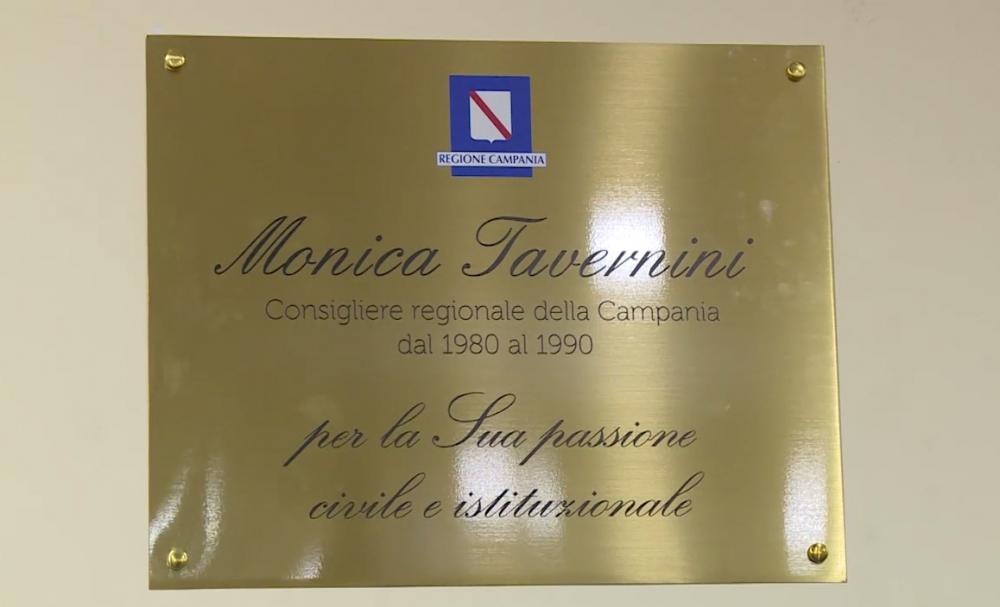 REGIONE CAMPANIA
Monica Tavernini
Consigliere regionale della Campania
dal 1980 al 1990
per la Sua passione
civile e istituzionale